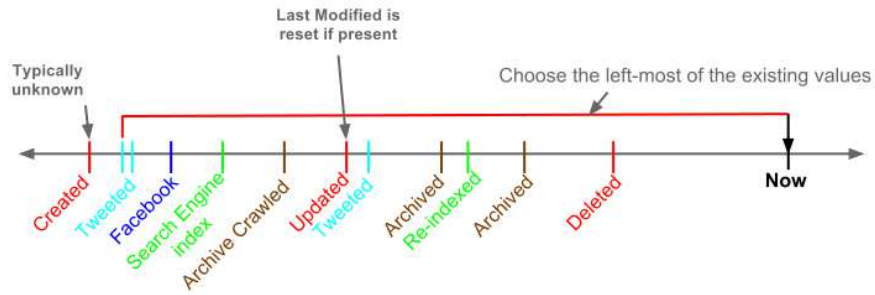 Last Modified is
reset if present
Typically
unknown
Choose the left-most of the existing values
Created
Tweeted
Facebook
Search Engine
index
Archive Crawled
Updated
Tweeted
Archived
Re-indexed
Archived
Deleted
Now